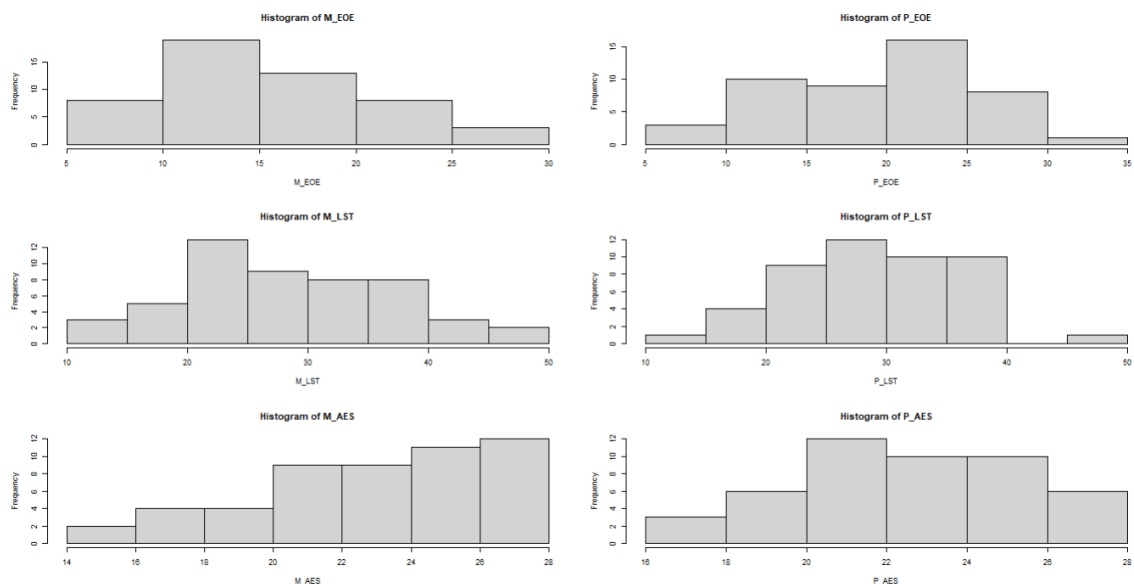 Histogram of M_EOE
Frequency
0 5 10 15
5 10 15 20 25 30
M_EOE
Histogram of P_EOE
Frequency
0 5 10 15
5 10 15 20 25 30 35
P_EOE
Histogram of M_LST
Frequency
0 2 4 6 8 10 12
10 20 30 40 50
M_LST
Histogram of P_LST
Frequency
0 2 4 6 8 10 12
10 20 30 40 50
P_LST
Histogram of M_AES
Frequency
0 2 4 6 8 10 12
14 16 18 20 22 24 26 28
M_AES
Histogram of P_AES
Frequency
0 2 4 6 8 10 12
16 18 20 22 24 26 28
P_AES